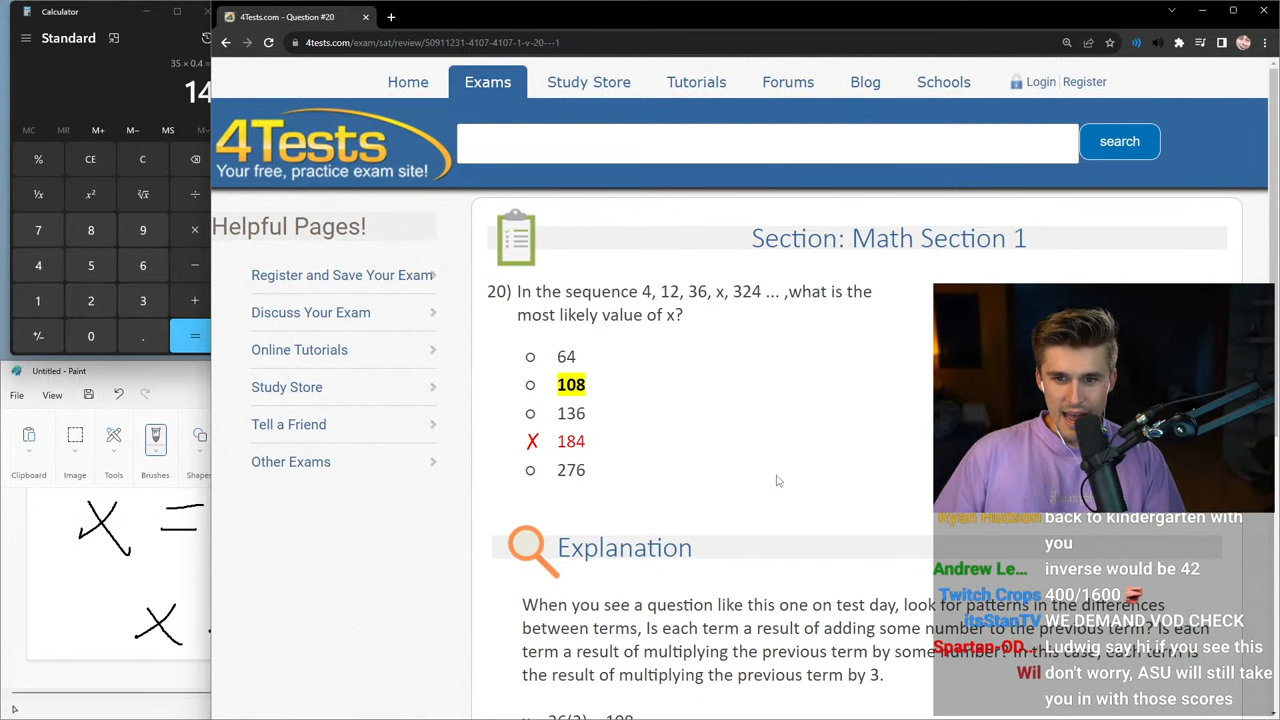 Calculator
Standard
35 × 0.4 =
14
MC MR M+ M− MS
% CE C
¹/x x²
7 8 9 ×
4 5 6 −
1 2 3 +
+/− 0 . =
Untitled - Paint
File View
Clipboard Image Tools Brushes Shapes
x =
x
4Tests.com - Question #20
4tests.com/exam/sat/review/50911231-4107-4107-1-v-20---1
Home Exams Study Store Tutorials Forums Blog Schools Login Register
4Tests
Your free, practice exam site!
search
Helpful Pages!
Register and Save Your Exam
Discuss Your Exam
Online Tutorials
Study Store
Tell a Friend
Other Exams
Section: Math Section 1
20) In the sequence 4, 12, 36, x, 324 ... ,what is the
most likely value of x?
64
108
136
X 184
276
Explanation
When you see a question like this one on test day, look for patterns in the differences
between terms, Is each term a result of adding some number to the previous term? Is each
term a result of multiplying the previous term by some number? In this case, each term is
the result of multiplying the previous term by 3.
x = 36(3) = 108
Ryan Hudson back to kindergarten with
you
Andrew Le... inverse would be 42
Twitch Crops 400/1600
itsStanTV WE DEMAND VOD CHECK
Spartan-OD... Ludwig say hi if you see this
Wil don't worry, ASU will still take
you in with those scores